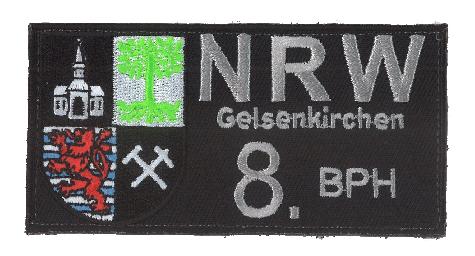 NRW
Gelsenkirchen
8. BPH